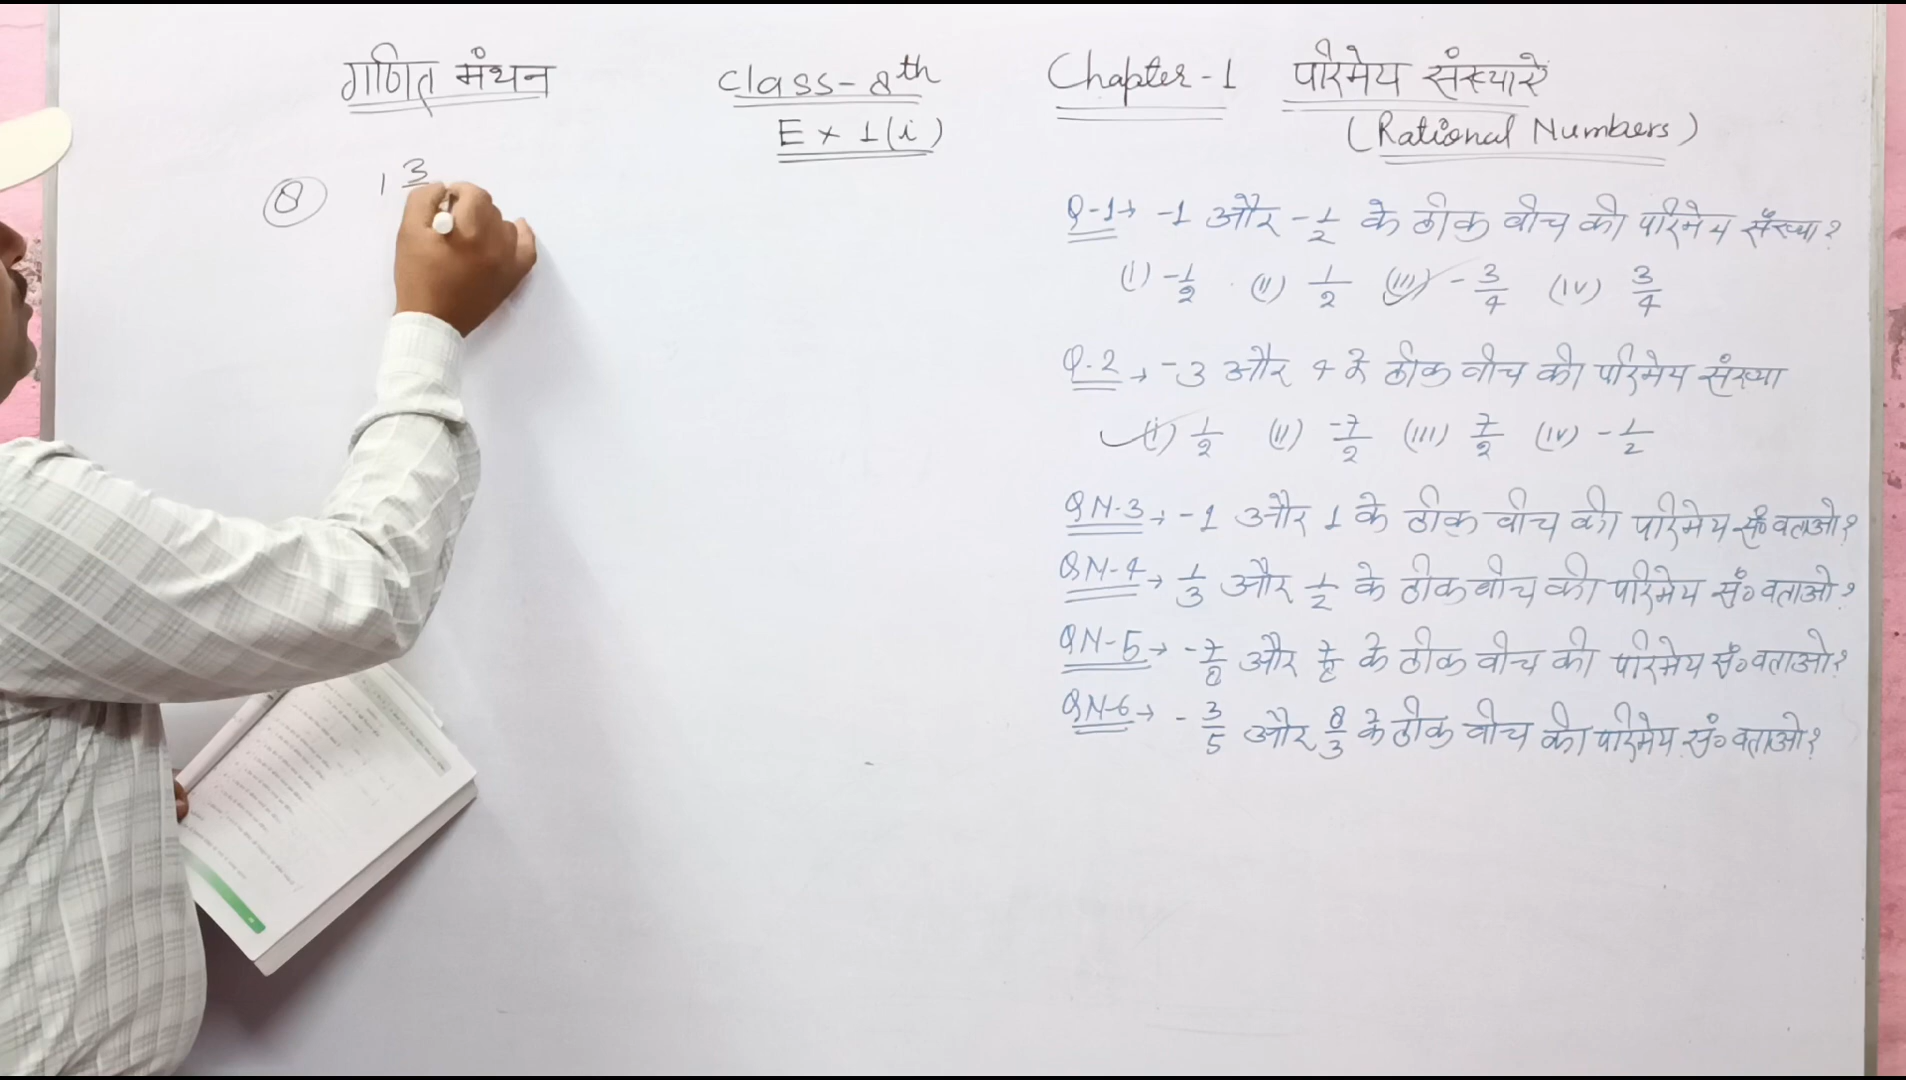 गणित मंथन
Class-8th
Ex 1(i)
Chapter-1 परिमेय संख्याएँ
(Rational Numbers)
8 1 3
Q-1→ -1 और -1/2 के ठीक बीच की परिमेय संख्या?
(i) -1/2 (ii) 1/2 (iii) -3/4 (iv) 3/4
Q.2→ -3 और 4 के ठीक बीच की परिमेय संख्या
(i) 1/2 (ii) -7/2 (iii) 7/2 (iv) -1/2
QN-3→ -1 और 1 के ठीक बीच की परिमेय सं० बताओ?
QN-4→ 1/3 और 1/2 के ठीक बीच की परिमेय सं० बताओ?
QN-5→ -7/8 और 7/8 के ठीक बीच की परिमेय सं० बताओ?
QN-6→ -3/5 और 8/3 के ठीक बीच की परिमेय सं० बताओ?